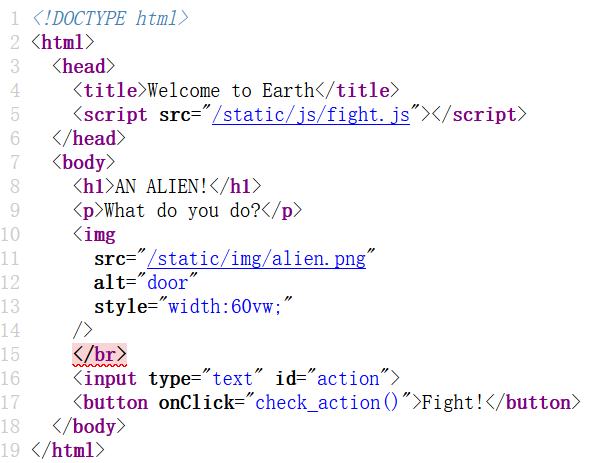 1 <!DOCTYPE html>
2 <html>
3   <head>
4     <title>Welcome to Earth</title>
5     <script src="/static/js/fight.js"></script>
6   </head>
7   <body>
8     <h1>AN ALIEN!</h1>
9     <p>What do you do?</p>
10     <img
11       src="/static/img/alien.png"
12       alt="door"
13       style="width:60vw;"
14     />
15     </br>
16     <input type="text" id="action">
17     <button onClick="check_action()">Fight!</button>
18   </body>
19 </html>